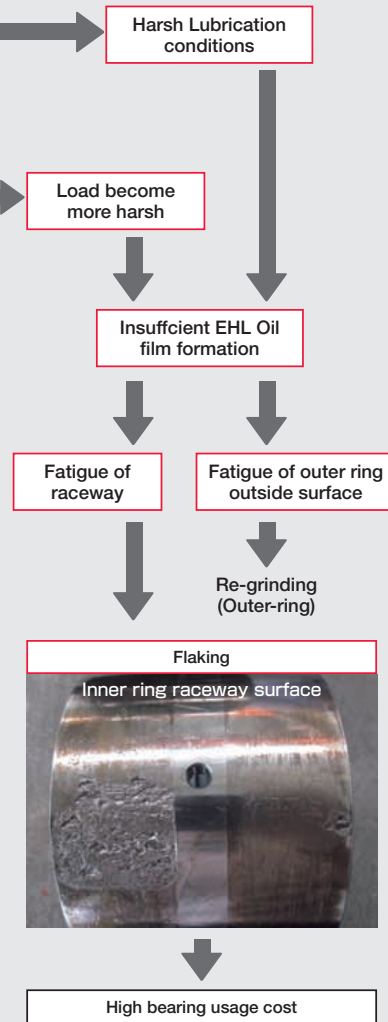 Harsh Lubrication
conditions
Load become
more harsh
Insuffcient EHL Oil
film formation
Fatigue of
raceway
Fatigue of outer ring
outside surface
Re-grinding
(Outer-ring)
Flaking
Inner ring raceway surface
High bearing usage cost